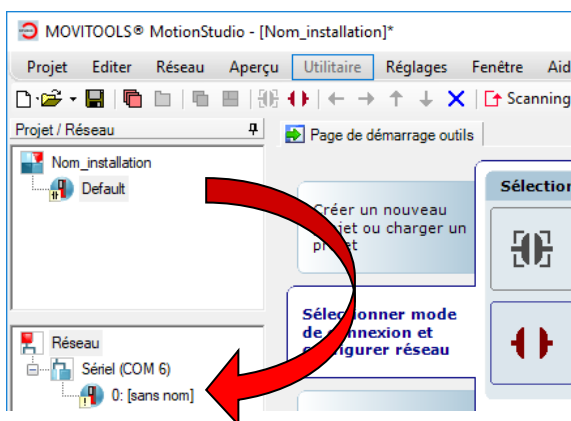 MOVITOOLS® MotionStudio - [Nom_installation]*
Projet Editer Réseau Aperçu Utilitaire Réglages Fenêtre Aid
Scanning
Projet / Réseau
Page de démarrage outils
Nom_installation
Default
Sélection
Créer un nouveau
projet ou charger un
projet
Sélectionner mode
de connexion et
configurer réseau
Réseau
Sériel (COM 6)
0: [sans nom]